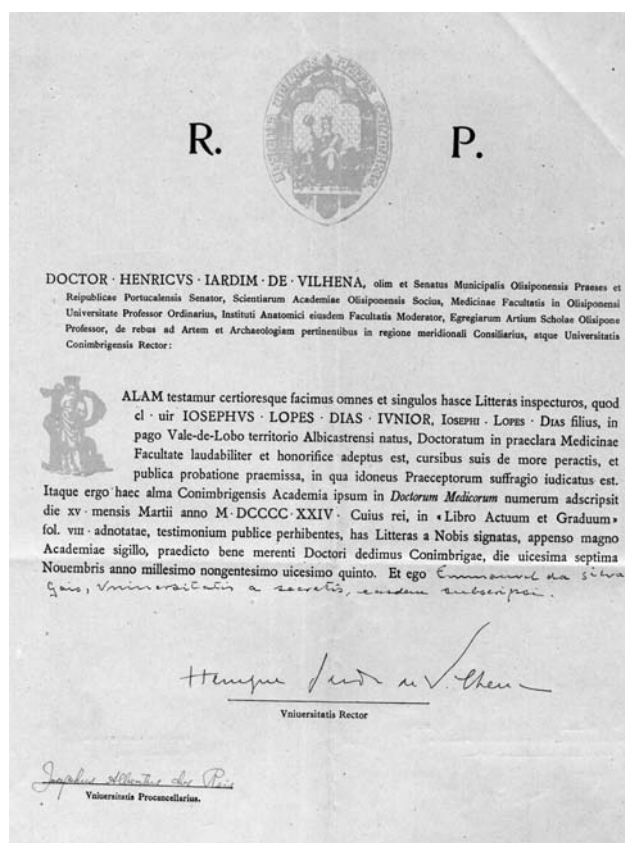 R. P.
DOCTOR · HENRICVS · IARDIM · DE · VILHENA, olim et Senatus Municipalis Olisiponensis Praeses et
Reipublicae Portucalensis Senator, Scientiarum Academiae Olisiponensis Socius, Medicinae Facultatis in Olisiponensi
Universitate Professor Ordinarius, Instituti Anatomici eiusdem Facultatis Moderator, Egregiarum Artium Scholae Olisipone
Professor, de rebus ad Artem et Archaeologiam pertinentibus in regione meridionali Consiliarius, atque Universitatis
Conimbrigensis Rector:
PALAM testamur certioresque facimus omnes et singulos hasce Litteras inspecturos, quod
cl · uir IOSEPHVS · LOPES · DIAS · IVNIOR, IOSEPHI · LOPES · DIAS filius, in
pago Vale-de-Lobo territorio Albicastrensi natus, Doctoratum in praeclara Medicinae
Facultate laudabiliter et honorifice adeptus est, cursibus suis de more peractis, et
publica probatione praemissa, in qua idoneus Praeceptorum suffragio iudicatus est.
Itaque ergo haec alma Conimbrigensis Academia ipsum in Doctorum Medicorum numerum adscripsit
die xv · mensis Martii anno M · DCCCC · XXIV · Cuius rei, in «Libro Actuum et Graduum»
fol. VIII · adnotatae, testimonium publice perhibentes, has Litteras a Nobis signatas, appenso magno
Academiae sigillo, praedicto bene merenti Doctori dedimus Conimbrigae, die uicesima septima
Nouembris anno millesimo nongentesimo uicesimo quinto. Et ego Emmanuel da Silva
Gaio, Vniuersitatis a secretis, easdem subscripsi.
Henrique Jardim de Vilhena
Vniuersitatis Rector
Josephus Albertus dos Reis
Vniuersitatis Procancellarius.